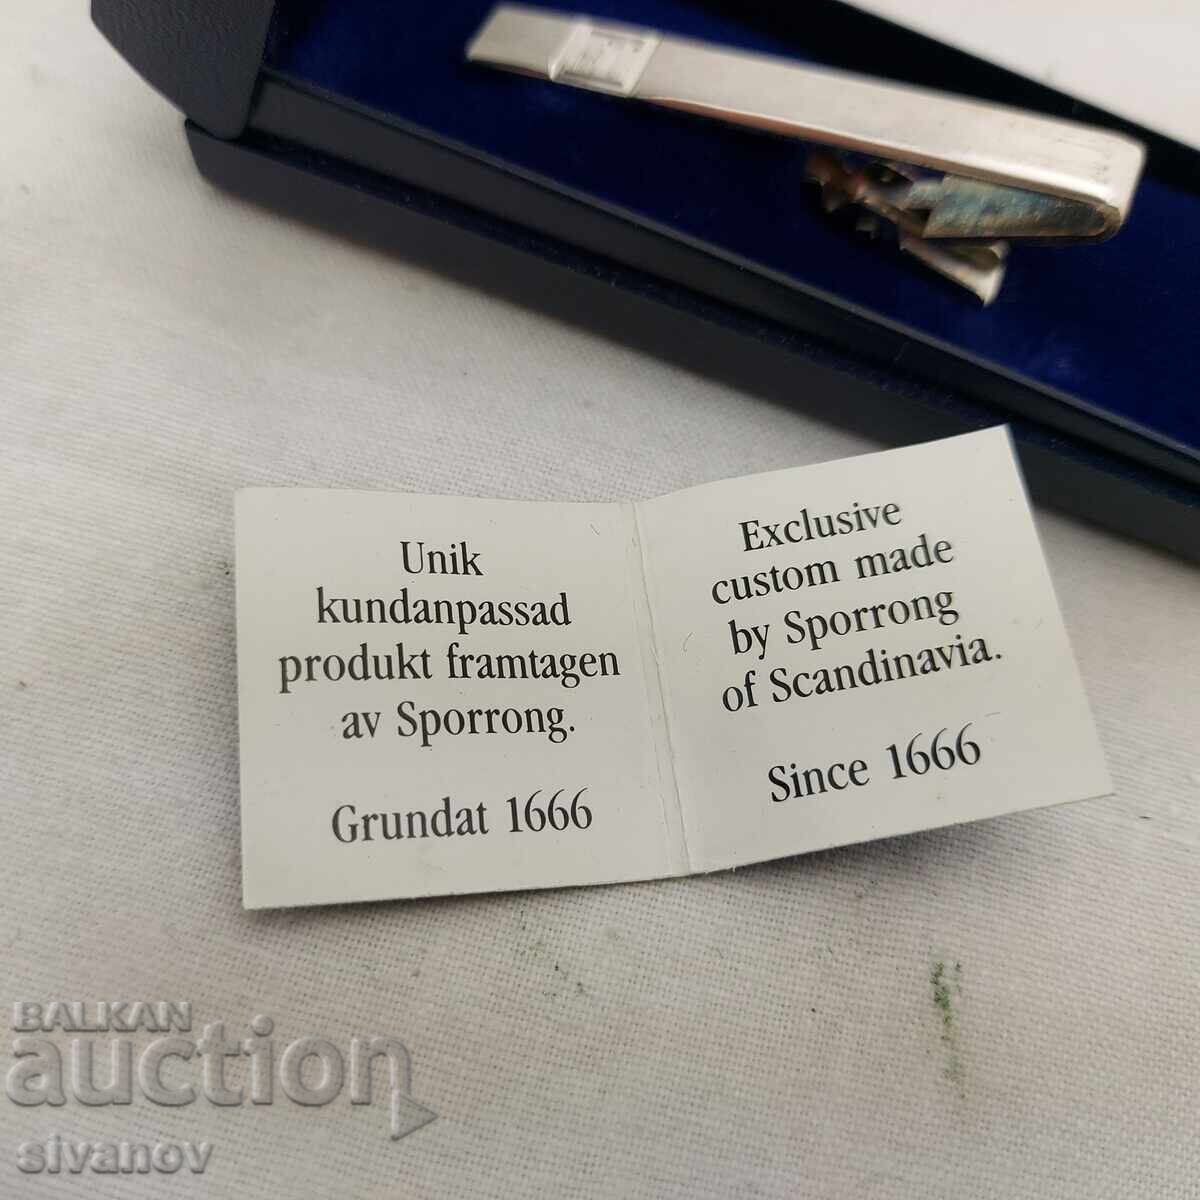 Unik
kundanpassad
produkt framtagen
av Sporrong.
Grundat 1666
Exclusive
custom made
by Sporrong
of Scandinavia.
Since 1666
BALKAN
auction
sivanov